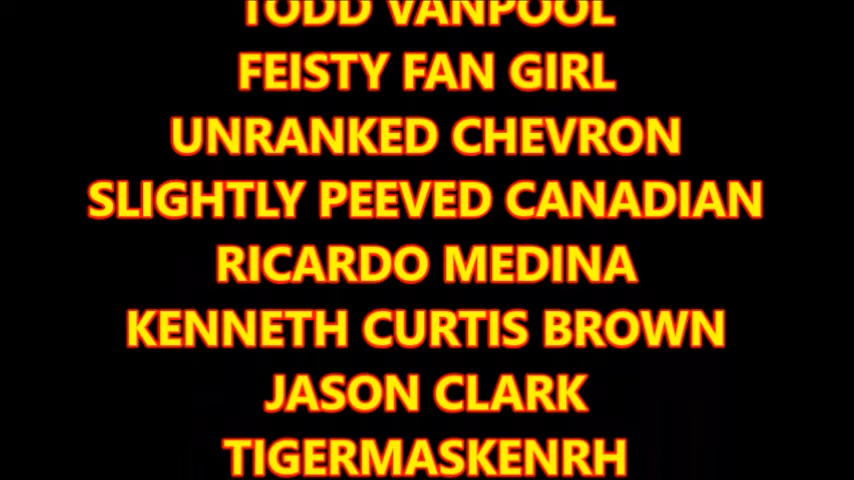 TODD VANPOOL
FEISTY FAN GIRL
UNRANKED CHEVRON
SLIGHTLY PEEVED CANADIAN
RICARDO MEDINA
KENNETH CURTIS BROWN
JASON CLARK
TIGERMASKENRH